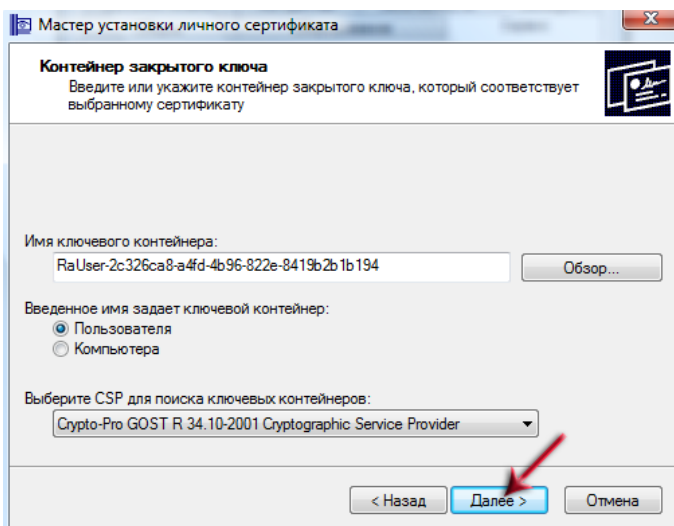 Мастер установки личного сертификата
Контейнер закрытого ключа
Введите или укажите контейнер закрытого ключа, который соответствует
выбранному сертификату
Имя ключевого контейнера:
RaUser-2c326ca8-a4fd-4b96-822e-8419b2b1b194
Обзор...
Введенное имя задает ключевой контейнер:
Пользователя
Компьютера
Выберите CSP для поиска ключевых контейнеров:
Crypto-Pro GOST R 34.10-2001 Cryptographic Service Provider
< Назад Далее > Отмена